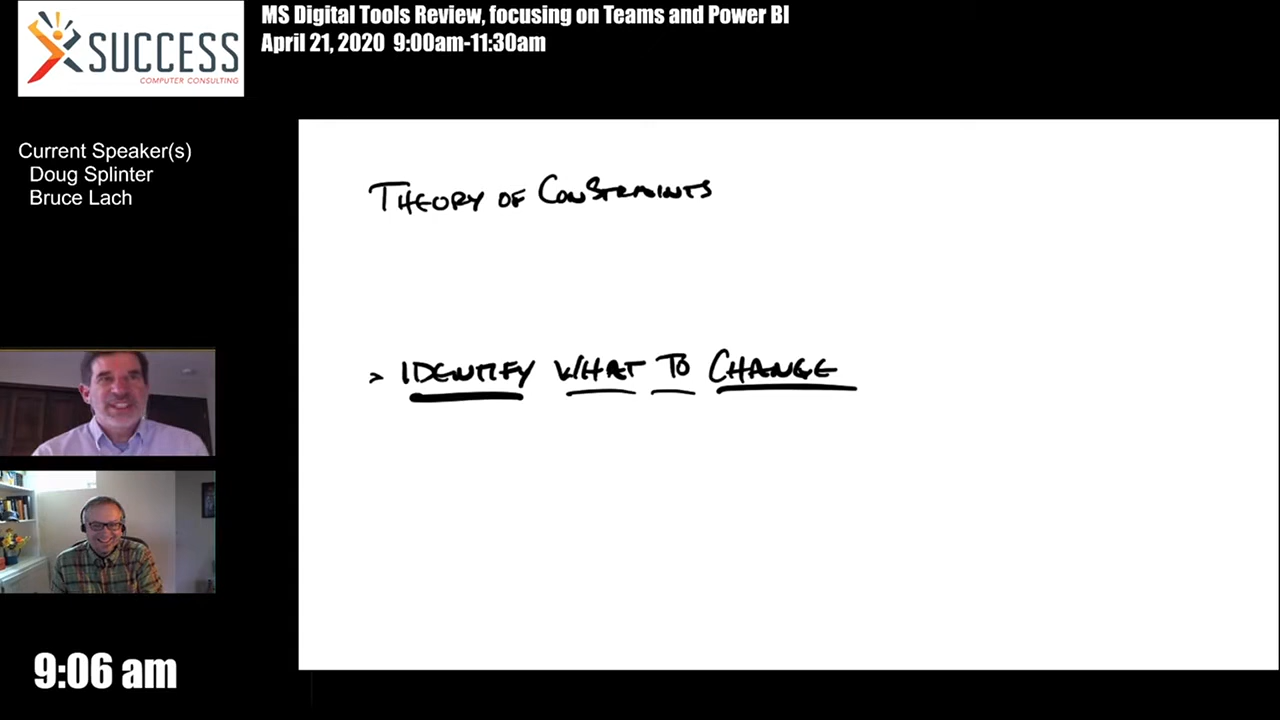 SUCCESS
COMPUTER CONSULTING
MS Digital Tools Review, focusing on Teams and Power BI
April 21, 2020 9:00am-11:30am
Current Speaker(s)
Doug Splinter
Bruce Lach
THEORY OF CONSTRAINTS
> IDENTIFY WHAT TO CHANGE
9:06 am